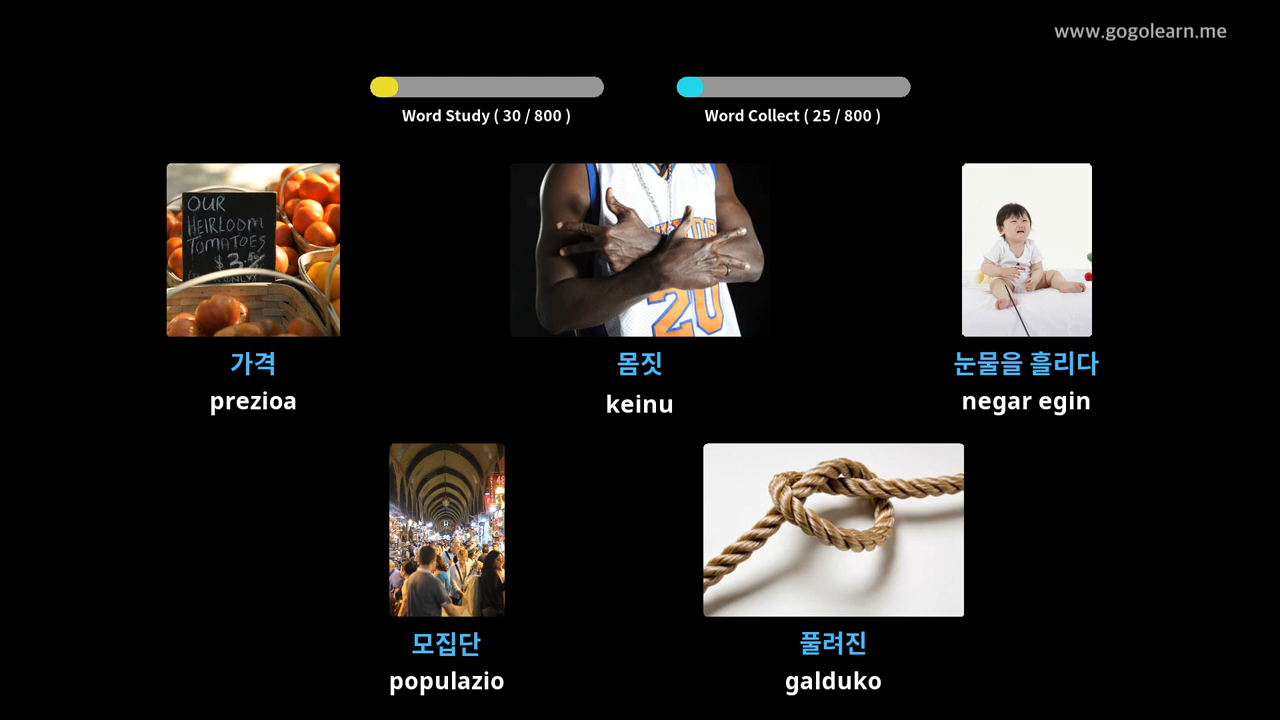 www.gogolearn.me
Word Study ( 30 / 800 )
Word Collect ( 25 / 800 )
OUR
HEIRLOOM
TOMATOES
20
가격
prezioa
몸짓
keinu
눈물을 흘리다
negar egin
모집단
populazio
풀려진
galduko